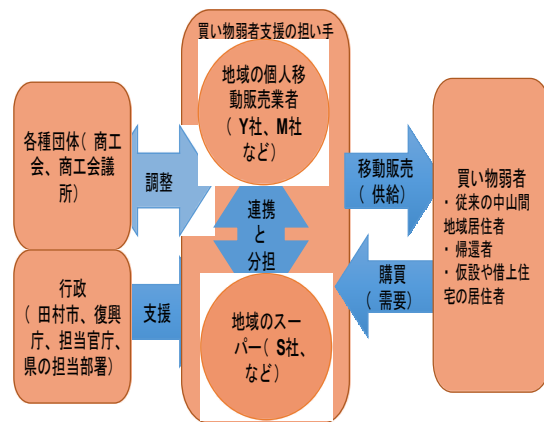 買い物弱者支援の担い手
地域の個人移
動販売業者
( Y社、M社
など)
各種団体( 商工
会、商工会議
所)
調整
連携
と
分担
移動販売
( 供給)
買い物弱者
・従来の中山間
地域居住者
・帰還者
・仮設や借上住
宅の居住者
購買
( 需要)
行政
( 田村市、復興
庁、担当官庁、
県の担当部署)
支援
地域のスー
パー( S社、
など)